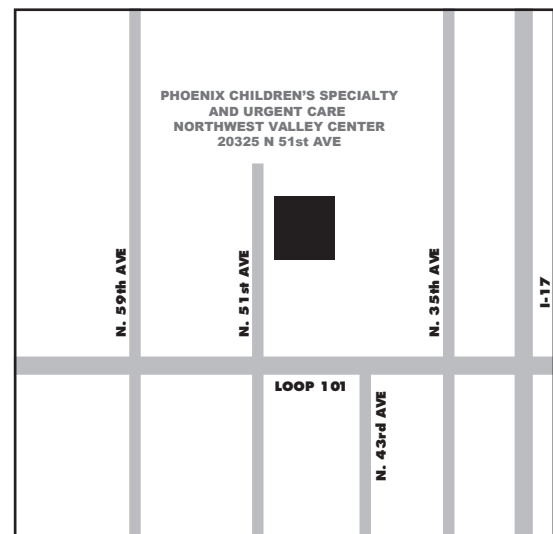 PHOENIX CHILDREN'S SPECIALTY
AND URGENT CARE
NORTHWEST VALLEY CENTER
20325 N 51st AVE
N. 59th AVE
N. 51st AVE
N. 35th AVE
I-17
LOOP 101
N. 43rd AVE